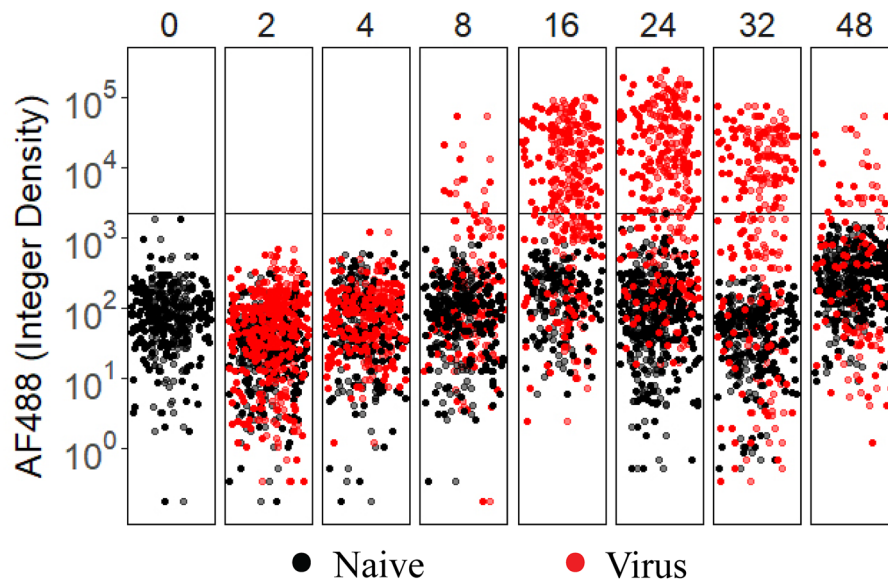 0 2 4 8 16 24 32 48
AF488 (Integer Density)
10⁵
10⁴
10³
10²
10¹
10⁰
Naive Virus